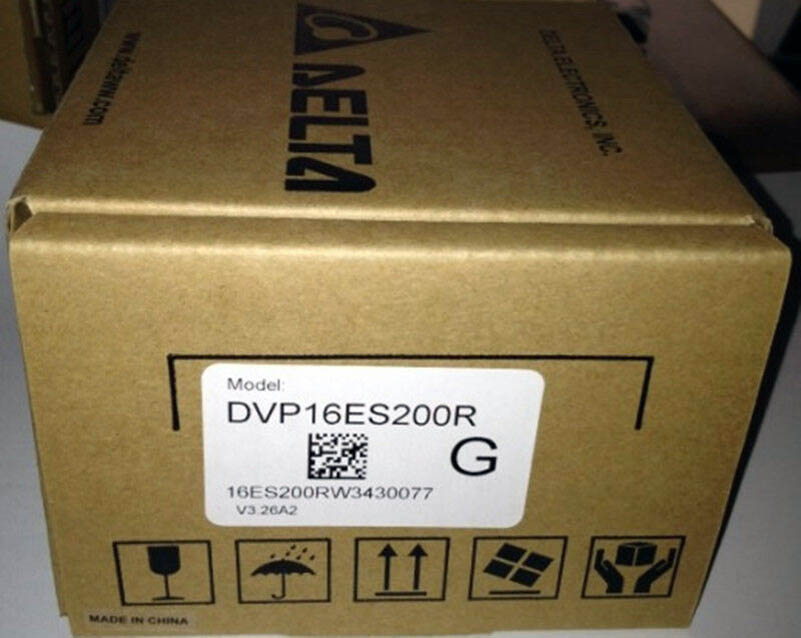 www.deltaww.com
DELTA
DELTA ELECTRONICS, INC.
Model:
DVP16ES200R
G
16ES200RW3430077
V3.26A2
MADE IN CHINA